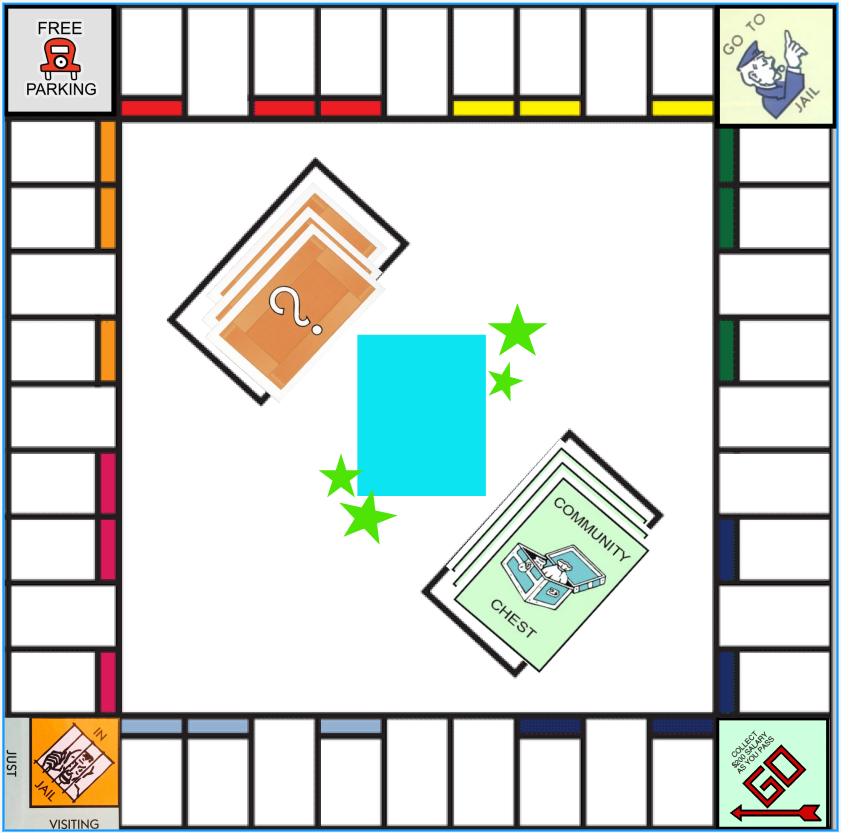 FREE
PARKING
GO TO
JAIL
?
COMMUNITY
CHEST
IN
JAIL
JUST
VISITING
COLLECT
$200 SALARY
AS YOU PASS
GO